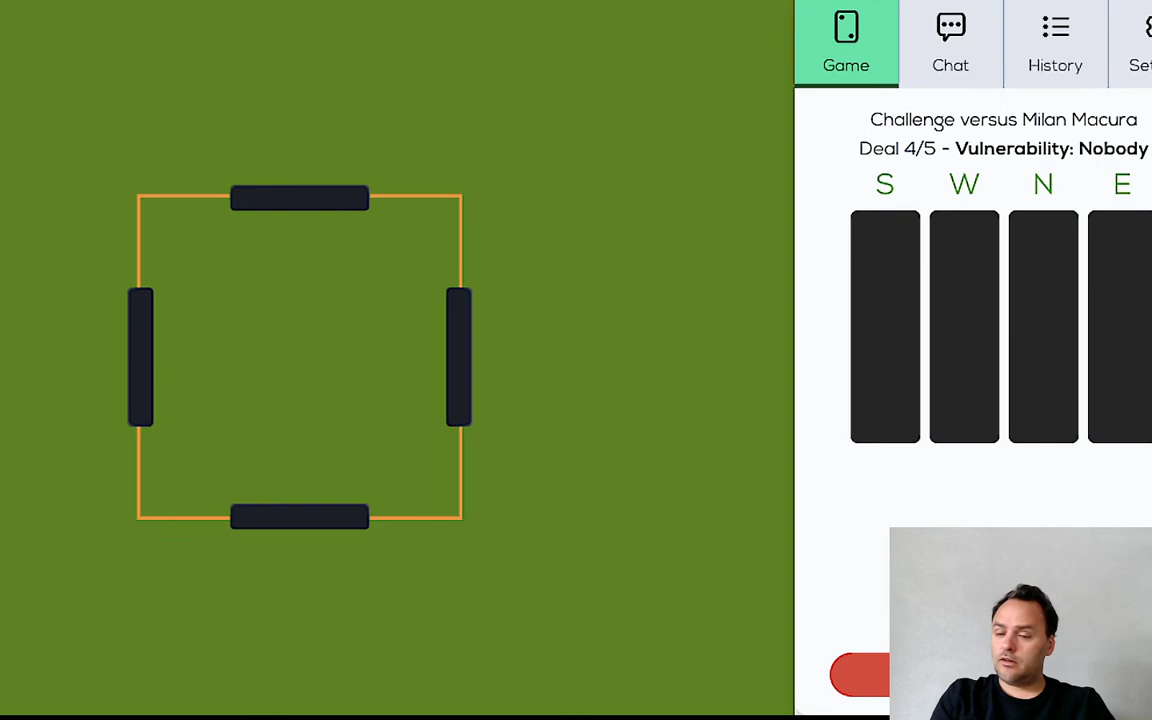 Game
Chat
History
Challenge versus Milan Macura
Deal 4/5 - Vulnerability: Nobody
S W N E